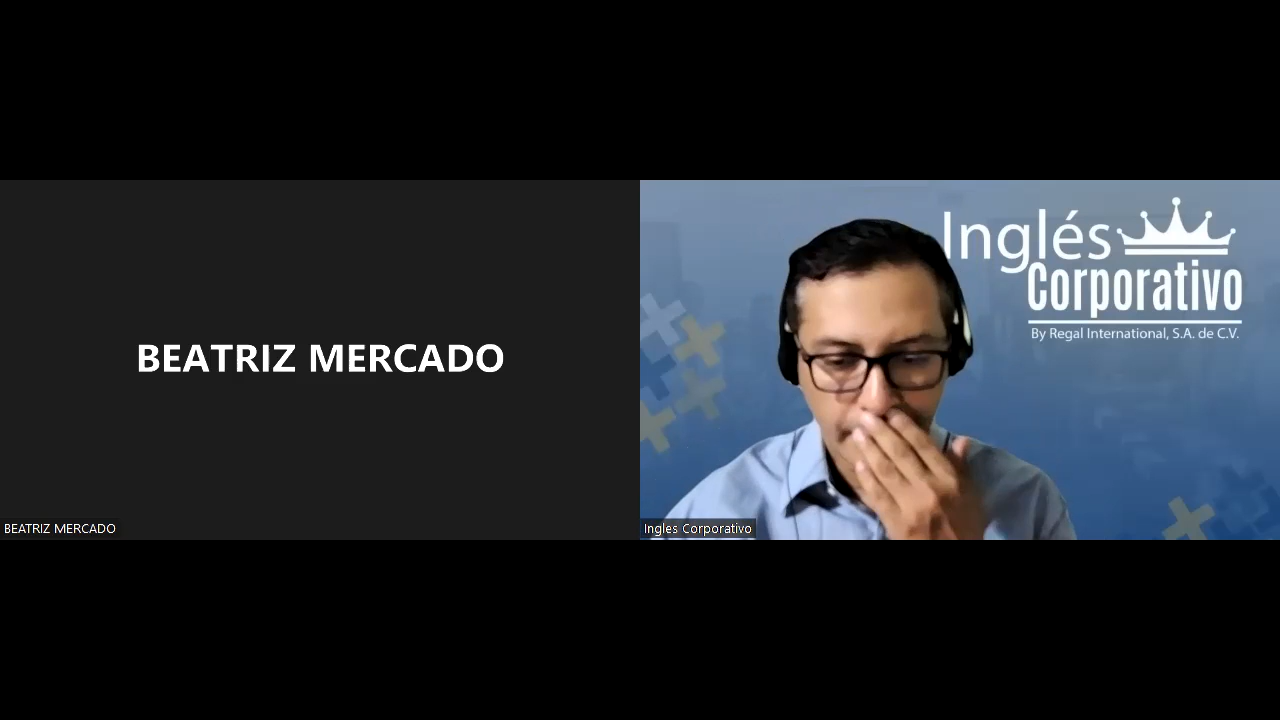 BEATRIZ MERCADO
BEATRIZ MERCADO
Inglés
Corporativo
By Regal International, S.A. de C.V.
Ingles Corporativo